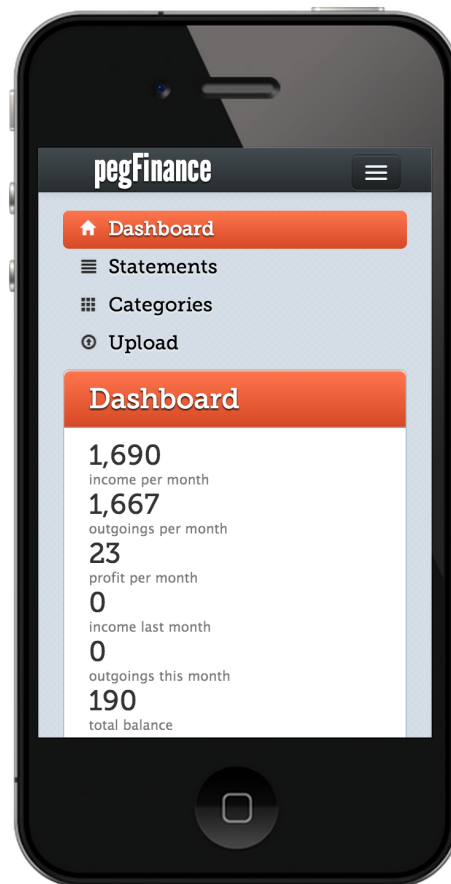 pegFinance
Dashboard
Statements
Categories
Upload
Dashboard
1,690
income per month
1,667
outgoings per month
23
profit per month
0
income last month
0
outgoings this month
190
total balance